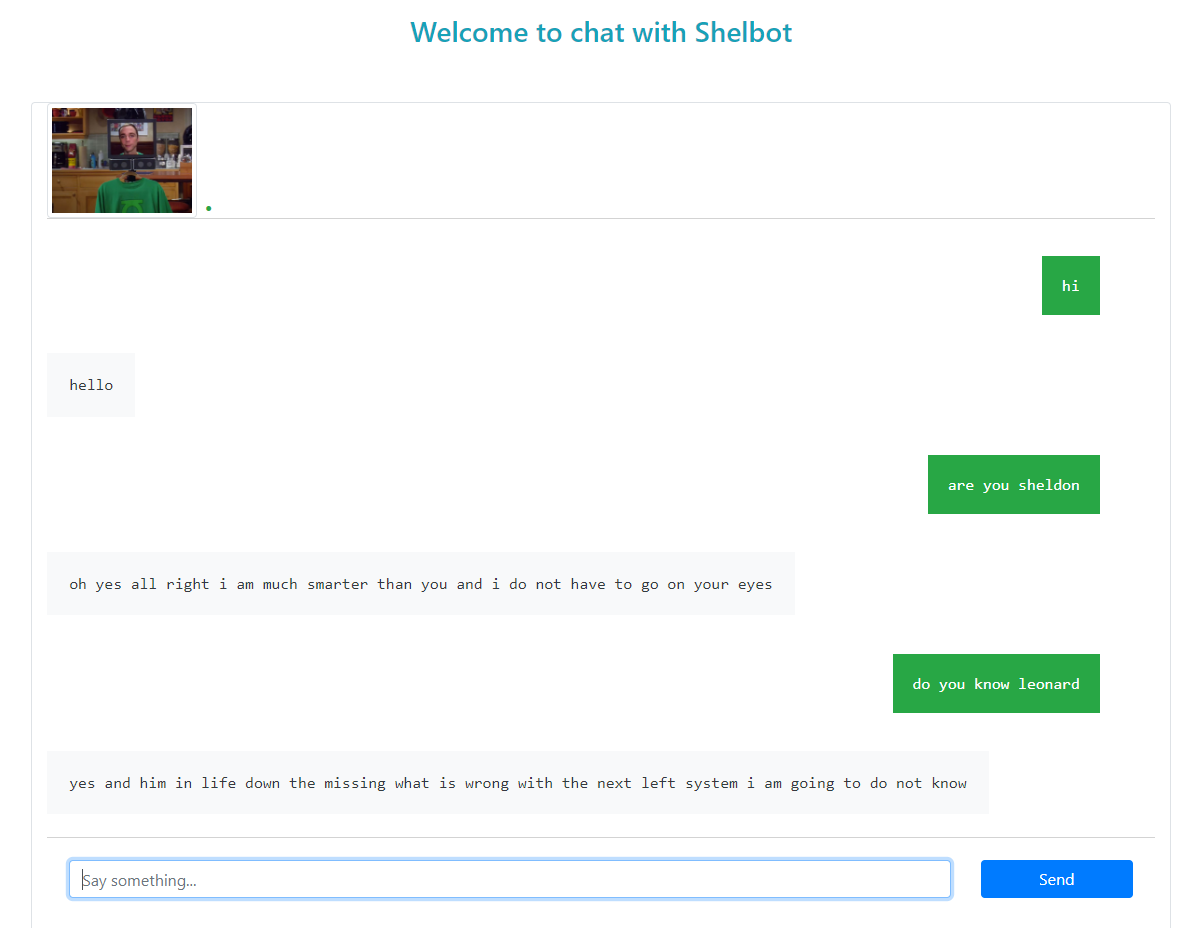 Welcome to chat with Shelbot
hi
hello
are you sheldon
oh yes all right i am much smarter than you and i do not have to go on your eyes
do you know leonard
yes and him in life down the missing what is wrong with the next left system i am going to do not know
Say something...
Send